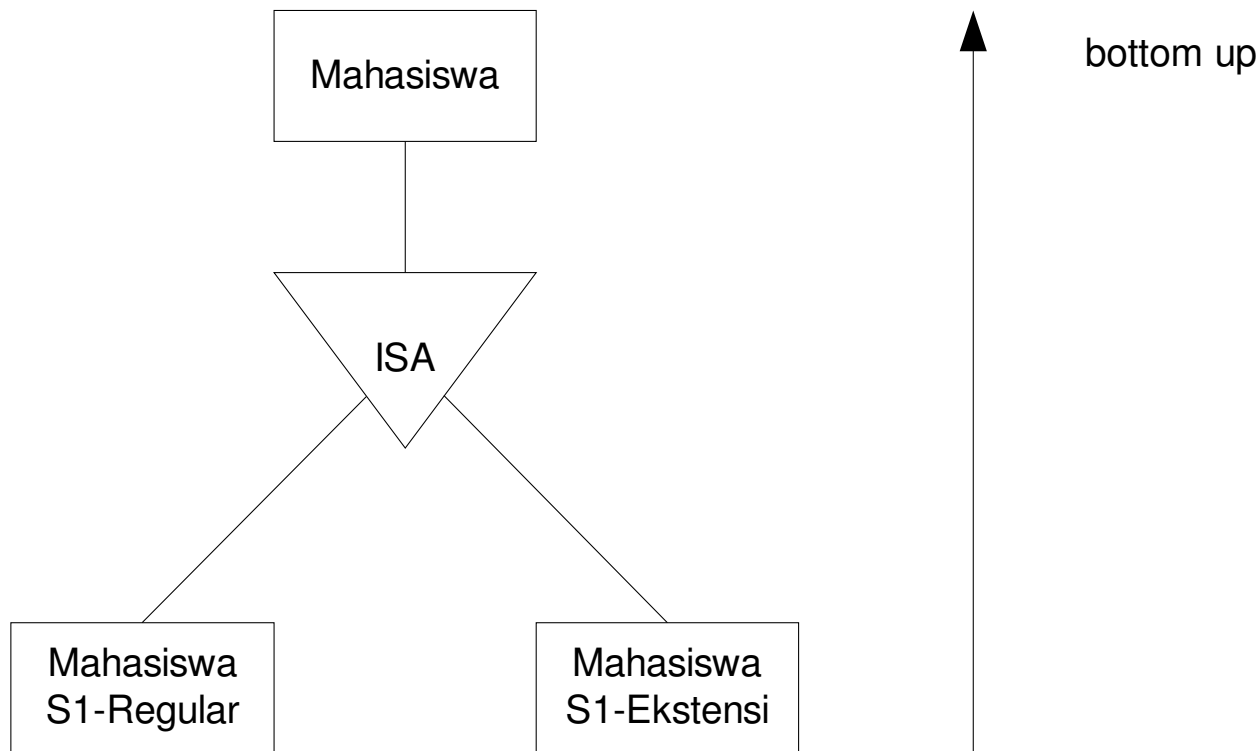 Mahasiswa
bottom up
ISA
Mahasiswa
S1-Regular
Mahasiswa
S1-Ekstensi